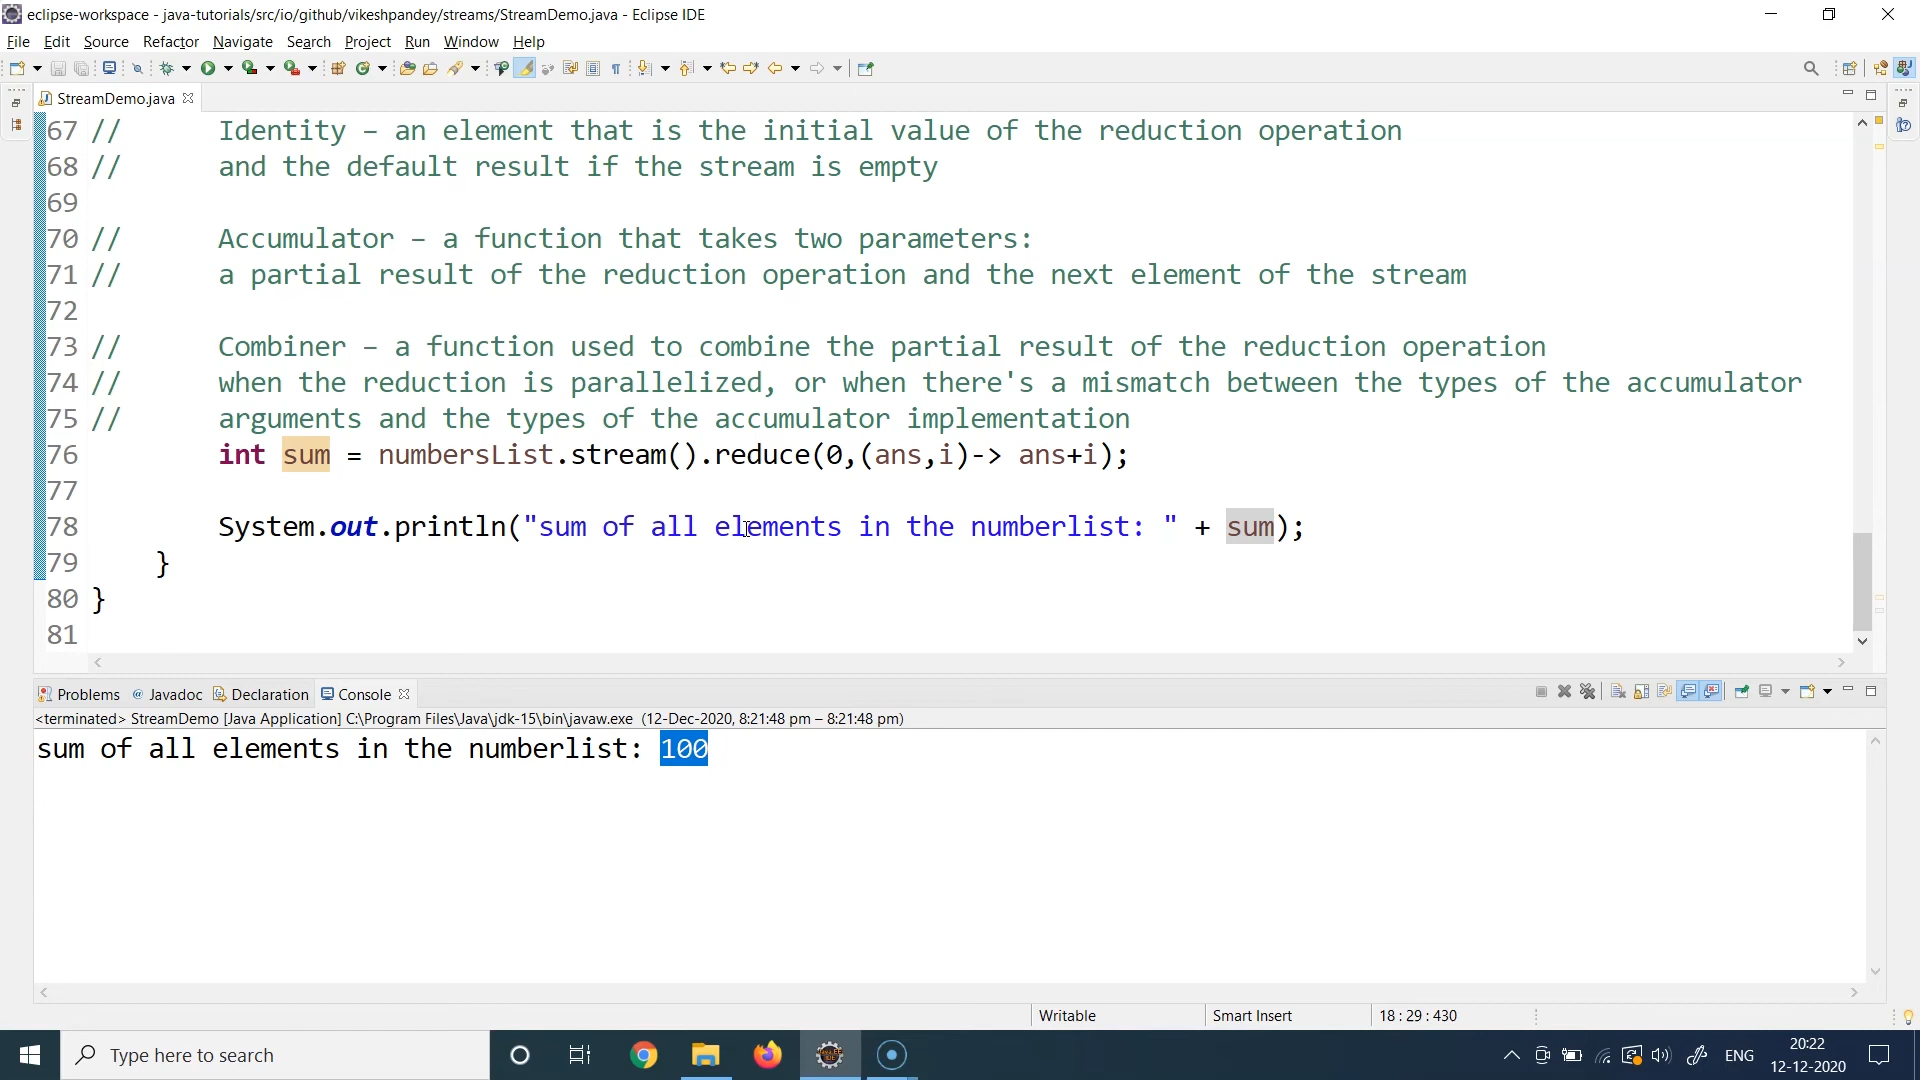 eclipse-workspace - java-tutorials/src/io/github/vikeshpandey/streams/StreamDemo.java - Eclipse IDE
File Edit Source Refactor Navigate Search Project Run Window Help
StreamDemo.java
67 // Identity – an element that is the initial value of the reduction operation
68 // and the default result if the stream is empty
69
70 // Accumulator – a function that takes two parameters:
71 // a partial result of the reduction operation and the next element of the stream
72
73 // Combiner – a function used to combine the partial result of the reduction operation
74 // when the reduction is parallelized, or when there's a mismatch between the types of the accumulator
75 // arguments and the types of the accumulator implementation
76 int sum = numbersList.stream().reduce(0,(ans,i)-> ans+i);
77
78 System.out.println("sum of all elements in the numberlist: " + sum);
79 }
80 }
81
Problems Javadoc Declaration Console
<terminated> StreamDemo [Java Application] C:\Program Files\Java\jdk-15\bin\javaw.exe (12-Dec-2020, 8:21:48 pm – 8:21:48 pm)
sum of all elements in the numberlist: 100
Writable Smart Insert 18 : 29 : 430
Type here to search ENG 20:22
12-12-2020